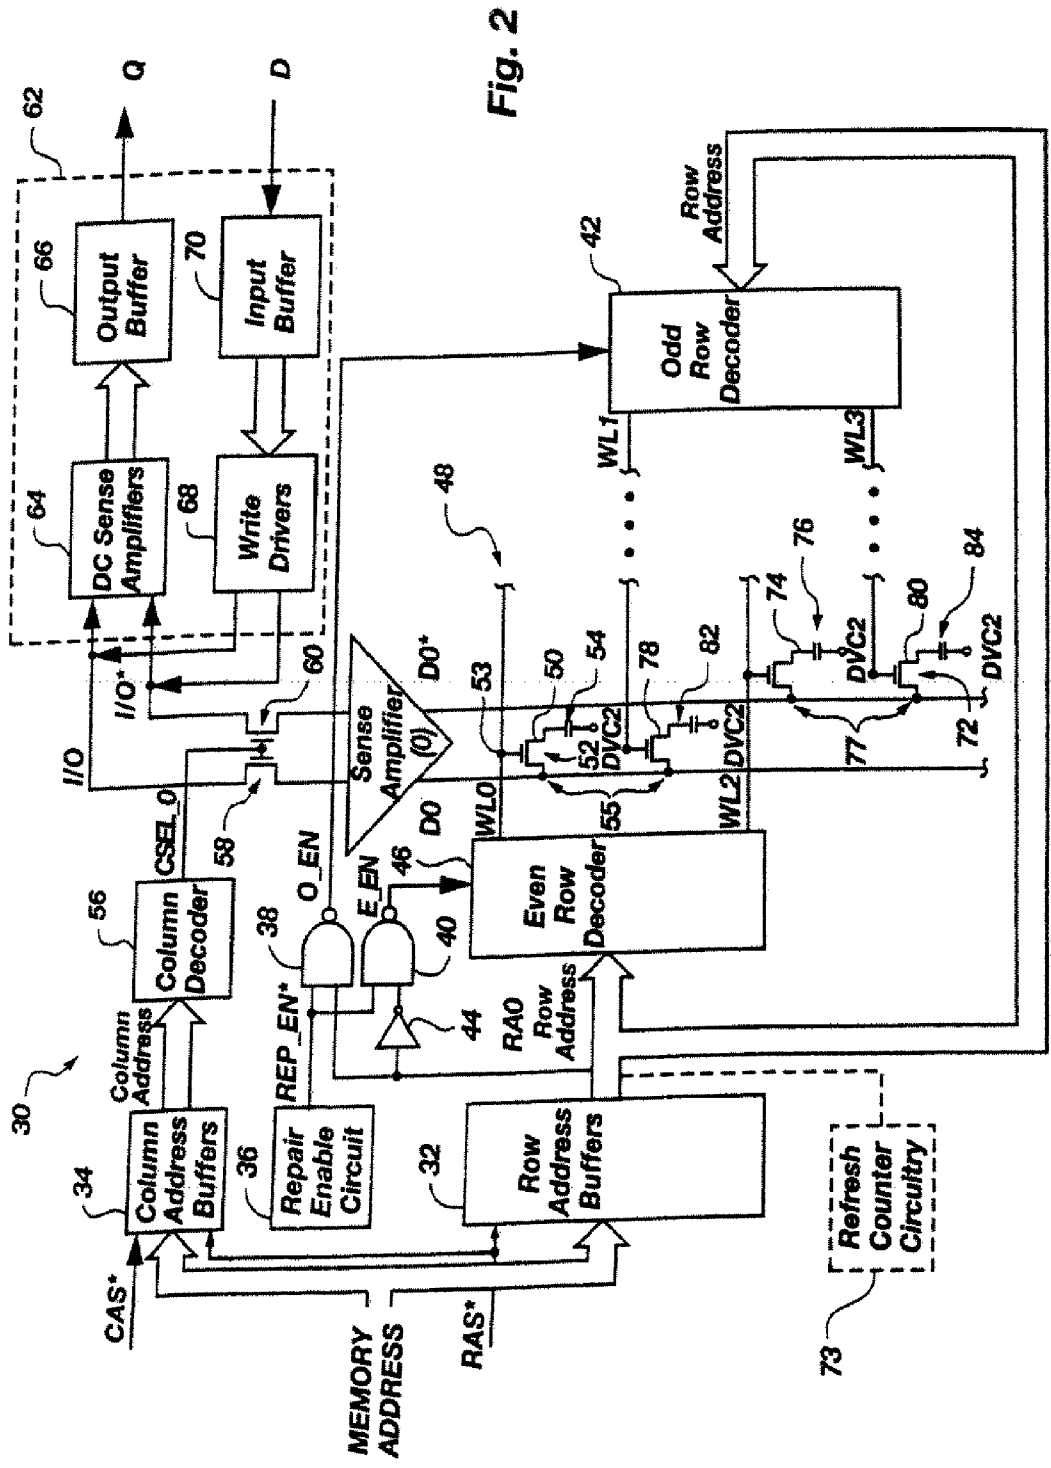 30
CAS*
34
Column
Address
Buffers
Column
Address
56
Column
Decoder
CSEL_0
58
60
I/O
I/O*
64
DC Sense
Amplifiers
66
Output
Buffer
62
Q
68
Write
Drivers
70
Input
Buffer
D
MEMORY
ADDRESS
36
Repair
Enable
Circuit
REP_EN*
38
O_EN
44
40
E_EN
46
Sense
Amplifier
(0)
D0
D0*
RAS*
32
Row
Address
Buffers
RA0
Row
Address
Even
Row
Decoder
WL0
53
50
52
54
DVC2
48
55
78
82
DVC2
WL1
WL2
74
76
DVC2
77
72
80
84
DVC2
WL3
42
Odd
Row
Decoder
Row
Address
73
Refresh
Counter
Circuitry
Fig. 2